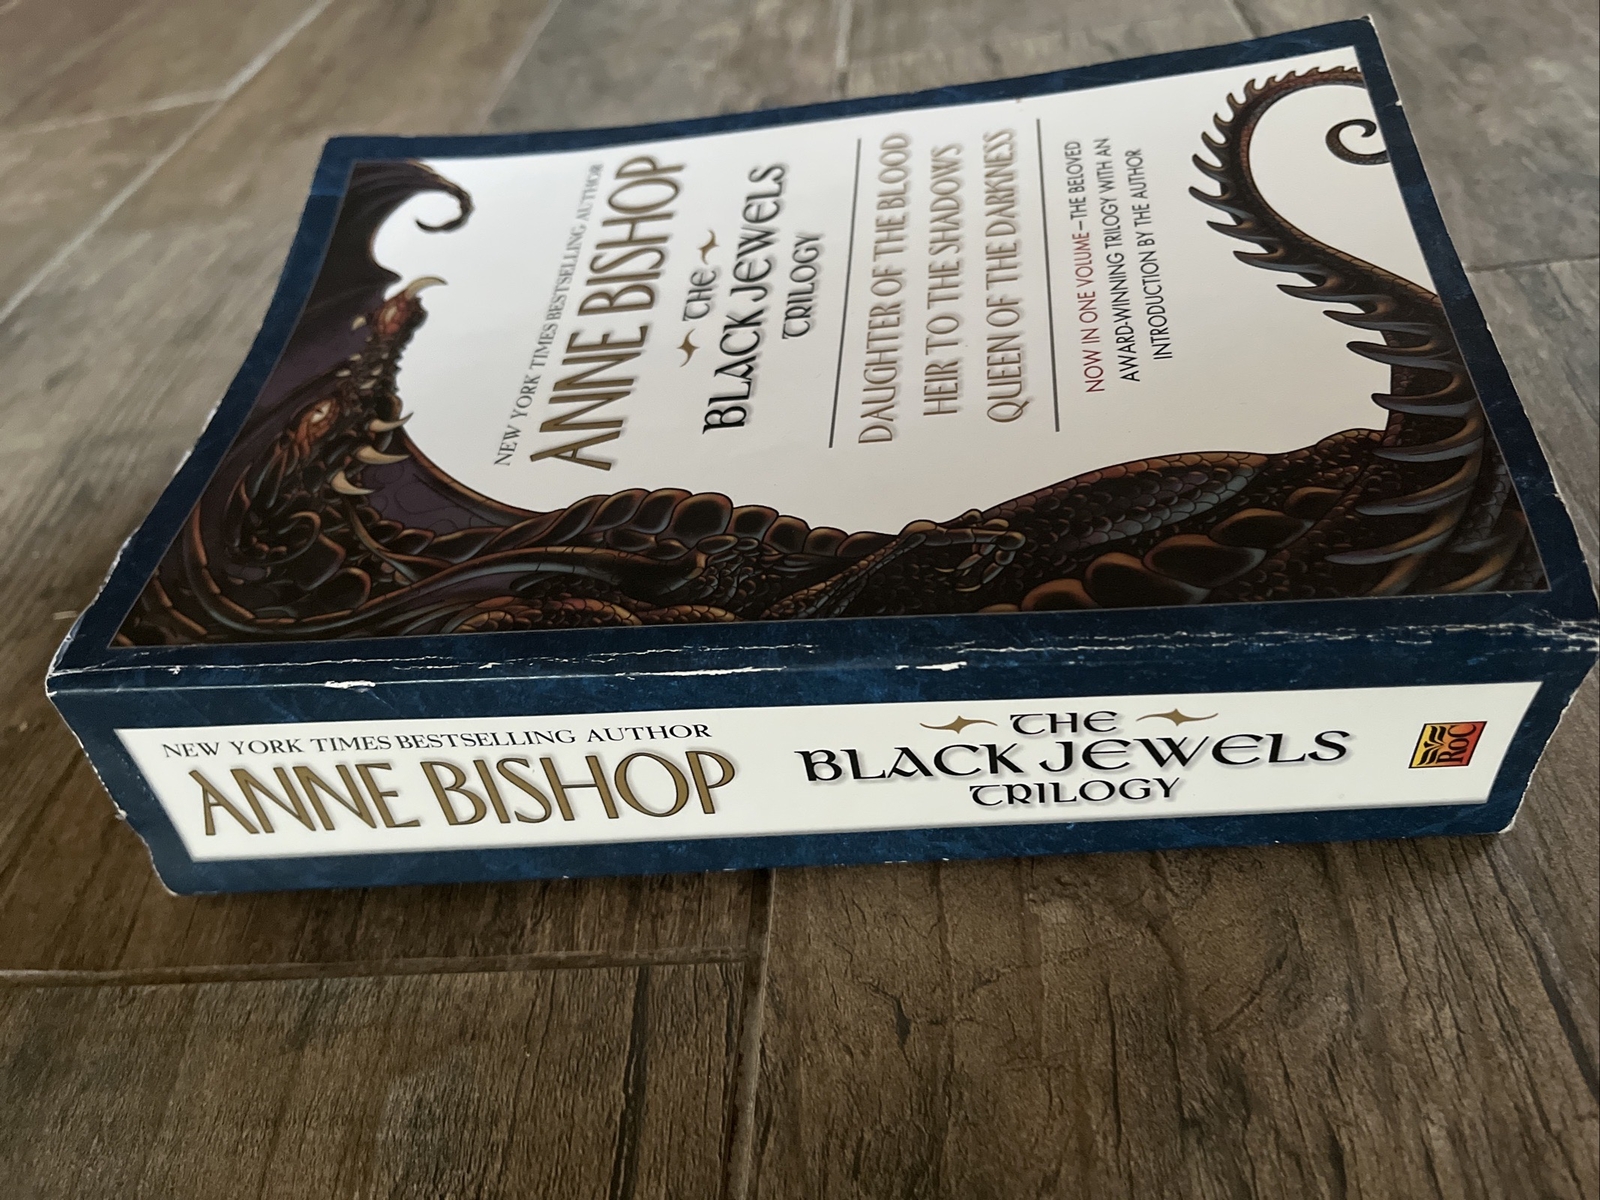 NEW YORK TIMES BESTSELLING AUTHOR
ANNE BISHOP
THE
BLACK JEWELS
TRILOGY
DAUGHTER OF THE BLOOD
HEIR TO THE SHADOWS
QUEEN OF THE DARKNESS
NOW IN ONE VOLUME—THE BELOVED
AWARD-WINNING TRILOGY WITH AN
INTRODUCTION BY THE AUTHOR
NEW YORK TIMES BESTSELLING AUTHOR
ANNE BISHOP
THE
BLACK JEWELS
TRILOGY
ROC